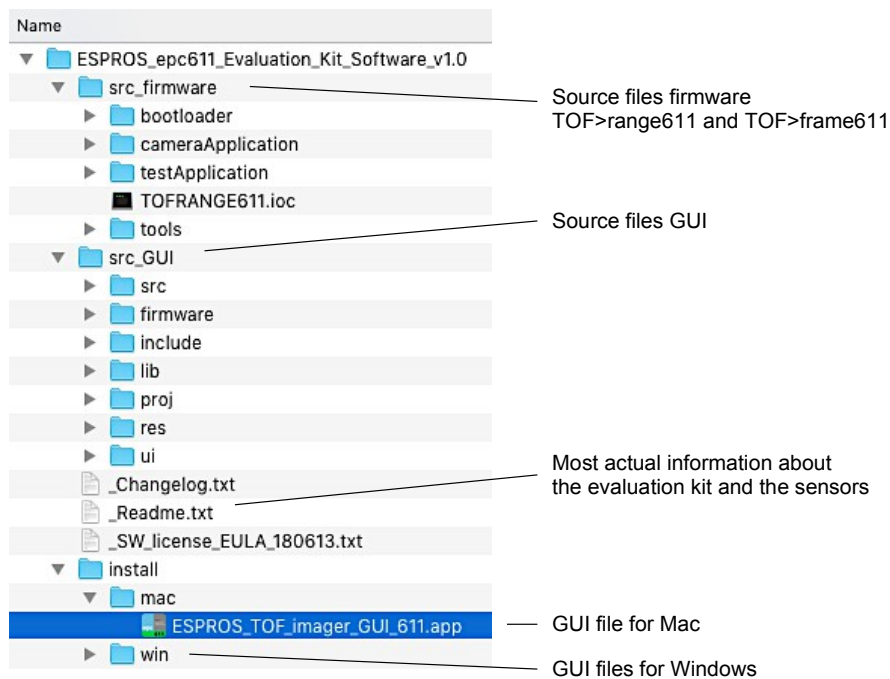 Name
ESPROS_epc611_Evaluation_Kit_Software_v1.0
src_firmware
Source files firmware
TOF>range611 and TOF>frame611
bootloader
cameraApplication
testApplication
TOFRANGE611.ioc
tools
Source files GUI
src_GUI
src
firmware
include
lib
proj
res
ui
Most actual information about
the evaluation kit and the sensors
_Changelog.txt
_Readme.txt
_SW_license_EULA_180613.txt
install
mac
ESPROS_TOF_imager_GUI_611.app
GUI file for Mac
win
GUI files for Windows